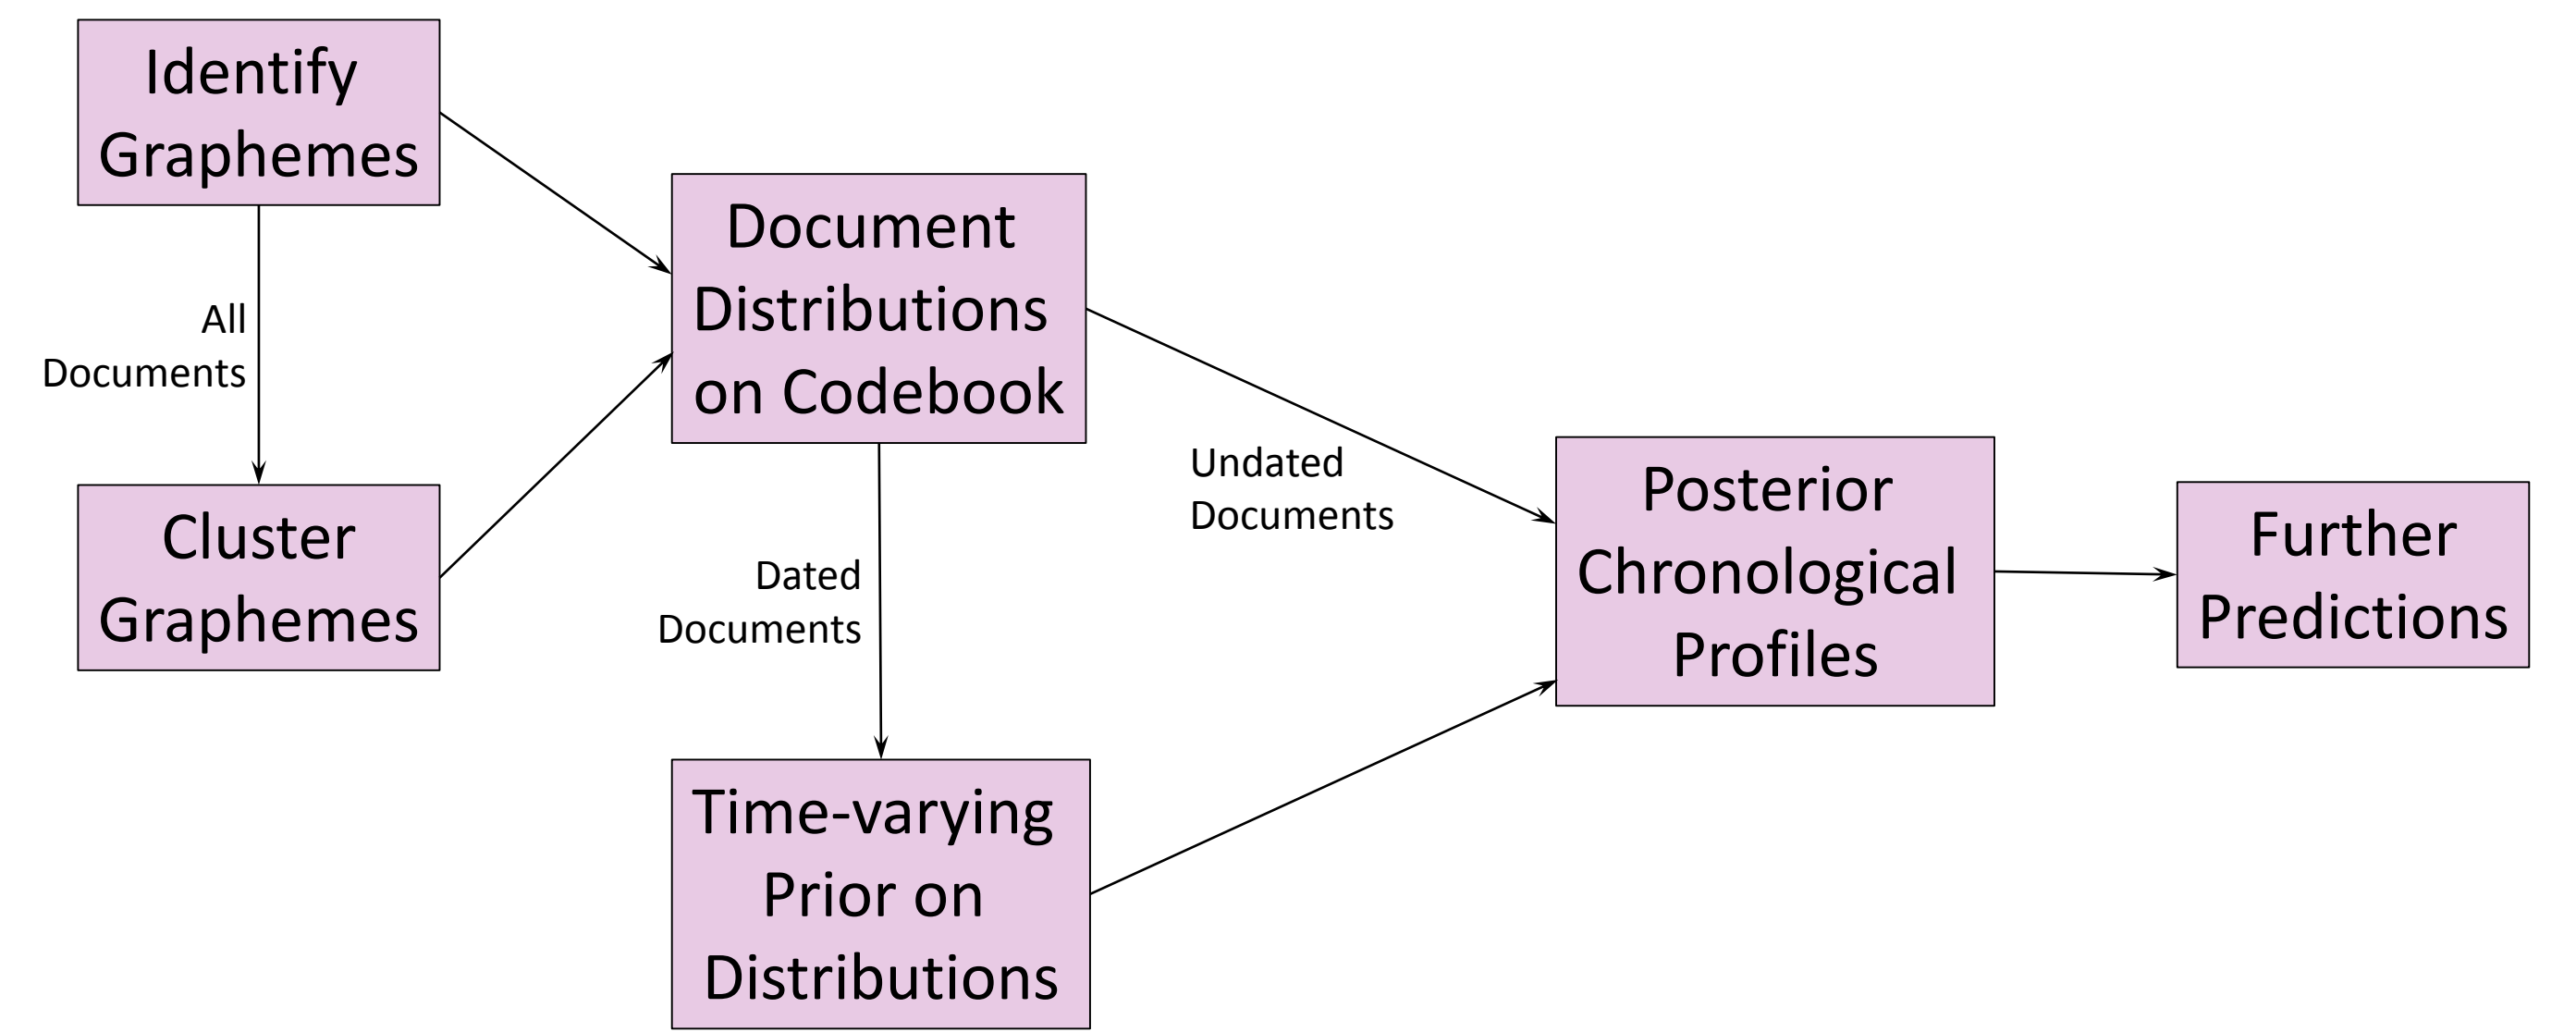 Identify
Graphemes
All
Documents
Cluster
Graphemes
Document
Distributions
on Codebook
Dated
Documents
Time-varying
Prior on
Distributions
Undated
Documents
Posterior
Chronological
Profiles
Further
Predictions